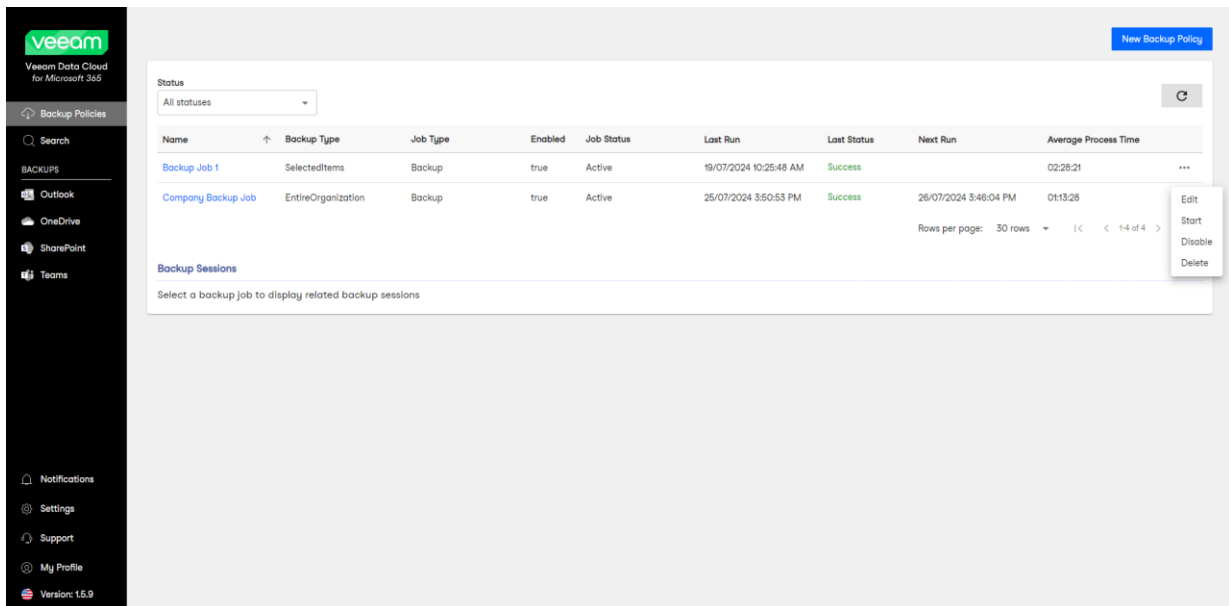 veeam
Veeam Data Cloud
for Microsoft 365
Backup Policies
Search
BACKUPS
Outlook
OneDrive
SharePoint
Teams
Notifications
Settings
Support
My Profile
Version: 1.5.9
New Backup Policy
Status
All statuses
Name Backup Type Job Type Enabled Job Status Last Run Last Status Next Run Average Process Time
Backup Job 1 SelectedItems Backup true Active 19/07/2024 10:25:48 AM Success 02:28:21
Company Backup Job EntireOrganization Backup true Active 25/07/2024 3:50:53 PM Success 26/07/2024 3:46:04 PM 01:13:28
Rows per page: 30 rows 1-4 of 4
Edit
Start
Disable
Delete
Backup Sessions
Select a backup job to display related backup sessions